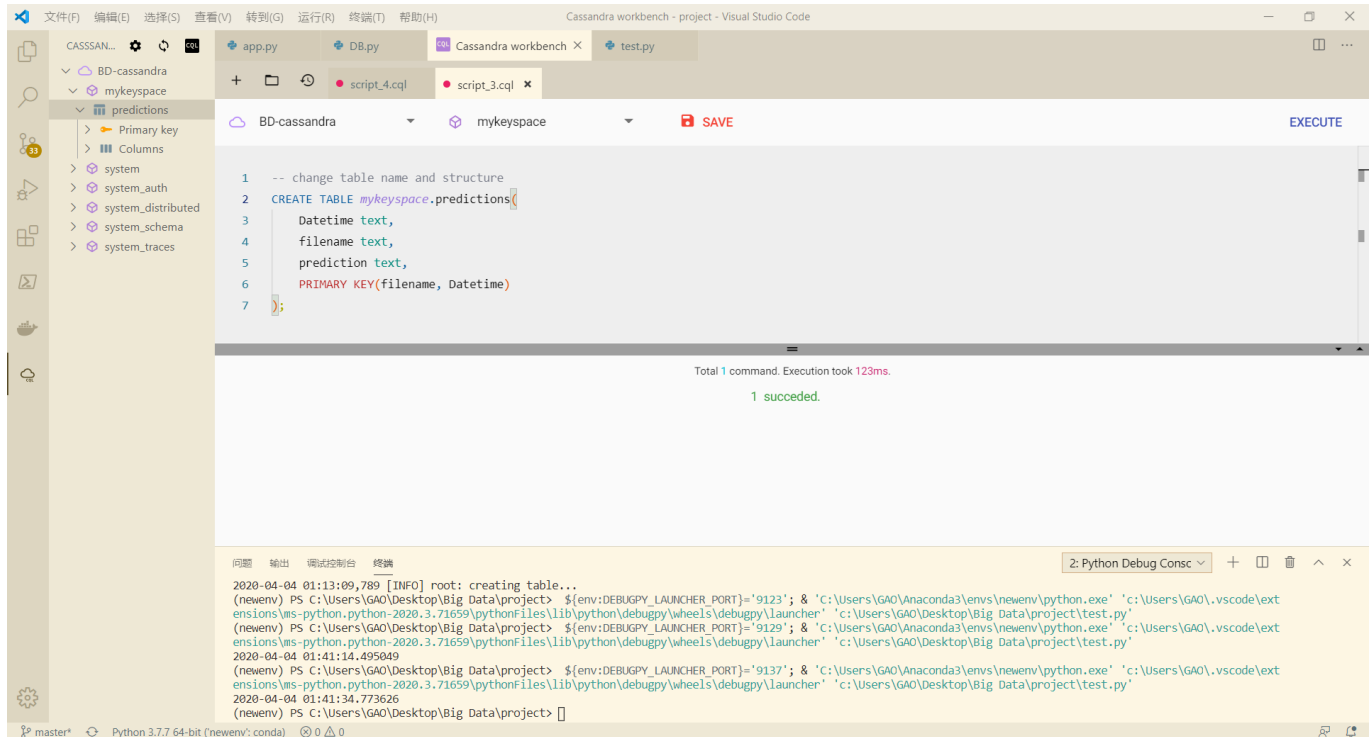 文件(F) 编辑(E) 选择(S) 查看(V) 转到(G) 运行(R) 终端(T) 帮助(H) Cassandra workbench - project - Visual Studio Code
CASSSAN... CQL
app.py DB.py CQL Cassandra workbench test.py
BD-cassandra
mykeyspace
predictions
Primary key
Columns
system
system_auth
system_distributed
system_schema
system_traces
33
script_4.cql script_3.cql
BD-cassandra mykeyspace SAVE EXECUTE
1 -- change table name and structure
2 CREATE TABLE mykeyspace.predictions(
3 Datetime text,
4 filename text,
5 prediction text,
6 PRIMARY KEY(filename, Datetime)
7 );
Total 1 command. Execution took 123ms.
1 succeded.
问题 输出 调试控制台 终端 2: Python Debug Consc
2020-04-04 01:13:09,789 [INFO] root: creating table...
(newenv) PS C:\Users\GAO\Desktop\Big Data\project> ${env:DEBUGPY_LAUNCHER_PORT}='9123'; & 'C:\Users\GAO\Anaconda3\envs\newenv\python.exe' 'c:\Users\GAO\.vscode\ext
ensions\ms-python.python-2020.3.71659\pythonFiles\lib\python\debugpy\wheels\debugpy\launcher' 'c:\Users\GAO\Desktop\Big Data\project\test.py'
(newenv) PS C:\Users\GAO\Desktop\Big Data\project> ${env:DEBUGPY_LAUNCHER_PORT}='9129'; & 'C:\Users\GAO\Anaconda3\envs\newenv\python.exe' 'c:\Users\GAO\.vscode\ext
ensions\ms-python.python-2020.3.71659\pythonFiles\lib\python\debugpy\wheels\debugpy\launcher' 'c:\Users\GAO\Desktop\Big Data\project\test.py'
2020-04-04 01:41:14.495049
(newenv) PS C:\Users\GAO\Desktop\Big Data\project> ${env:DEBUGPY_LAUNCHER_PORT}='9137'; & 'C:\Users\GAO\Anaconda3\envs\newenv\python.exe' 'c:\Users\GAO\.vscode\ext
ensions\ms-python.python-2020.3.71659\pythonFiles\lib\python\debugpy\wheels\debugpy\launcher' 'c:\Users\GAO\Desktop\Big Data\project\test.py'
2020-04-04 01:41:34.773626
(newenv) PS C:\Users\GAO\Desktop\Big Data\project>
master* Python 3.7.7 64-bit ('newenv': conda) 0 0